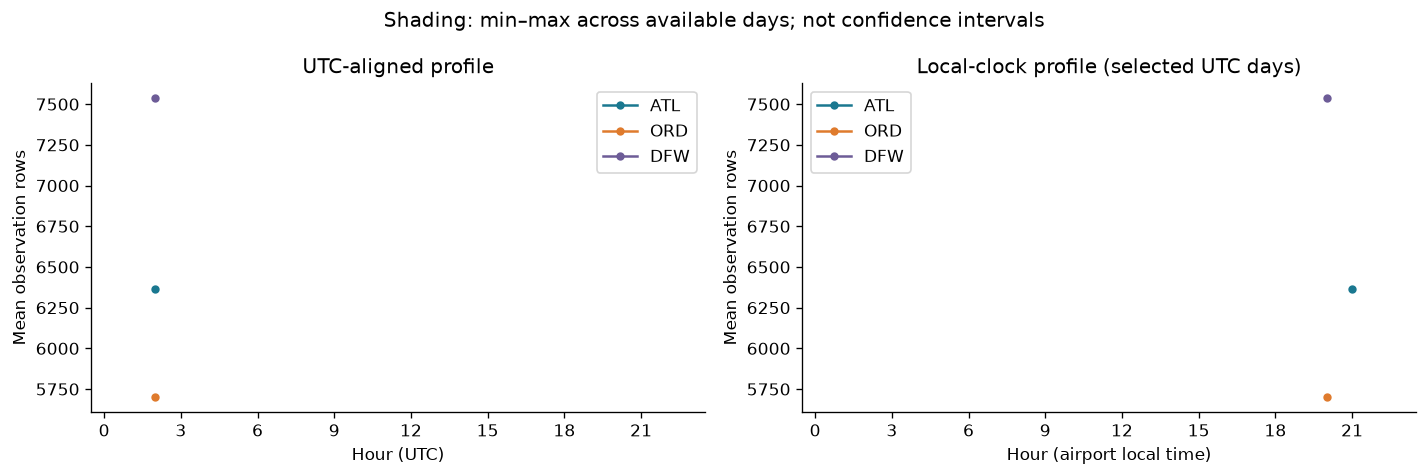 Shading: min–max across available days; not confidence intervals
UTC-aligned profile
Mean observation rows
7500
7250
7000
6750
6500
6250
6000
5750
ATL
ORD
DFW
0 3 6 9 12 15 18 21
Hour (UTC)
Local-clock profile (selected UTC days)
Mean observation rows
7500
7250
7000
6750
6500
6250
6000
5750
ATL
ORD
DFW
0 3 6 9 12 15 18 21
Hour (airport local time)